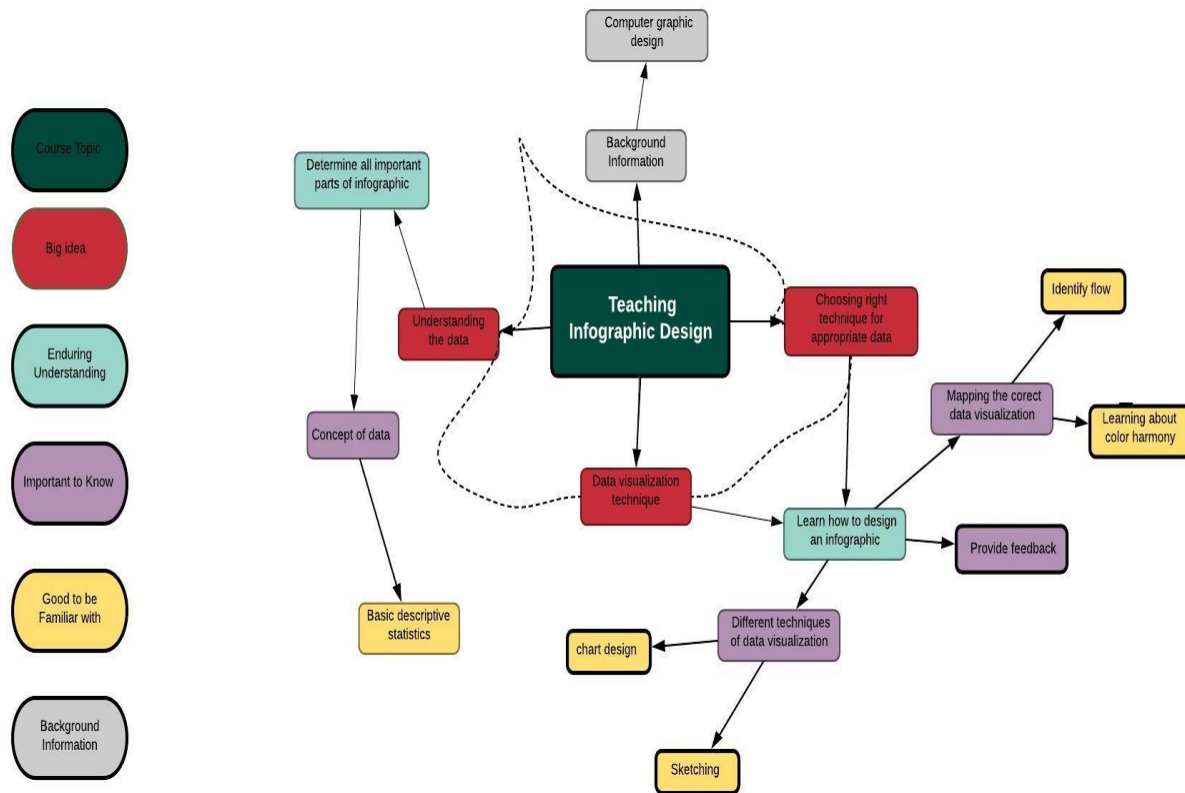 Course Topic
Big idea
Enduring
Understanding
Important to Know
Good to be
Familiar with
Background
Information
Computer graphic
design
Background
Information
Determine all important
parts of infographic
Teaching
Infographic Design
Understanding
the data
Choosing right
technique for
appropriate data
Identify flow
Mapping the corect
data visualization
Learning about
color harmony
Concept of data
Data visualization
technique
Learn how to design
an infographic
Provide feedback
Basic descriptive
statistics
Different techniques
of data visualization
chart design
Sketching